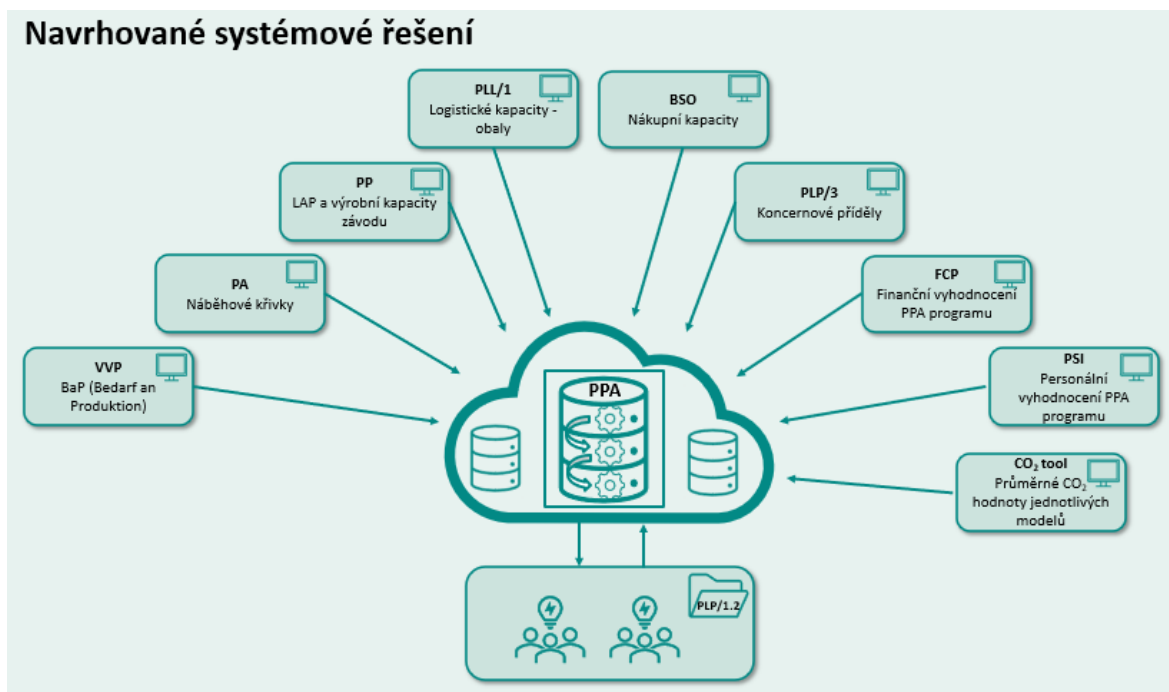 Navrhované systémové řešení
PLL/1
Logistické kapacity -
obaly
BSO
Nákupní kapacity
PP
LAP a výrobní kapacity
závodu
PLP/3
Koncernové příděly
PA
Náběhové křivky
FCP
Finanční vyhodnocení
PPA programu
VVP
BaP (Bedarf an
Produktion)
PSI
Personální
vyhodnocení PPA
programu
PPA
CO₂ tool
Průměrné CO₂
hodnoty jednotlivých
modelů
PLP/1.2